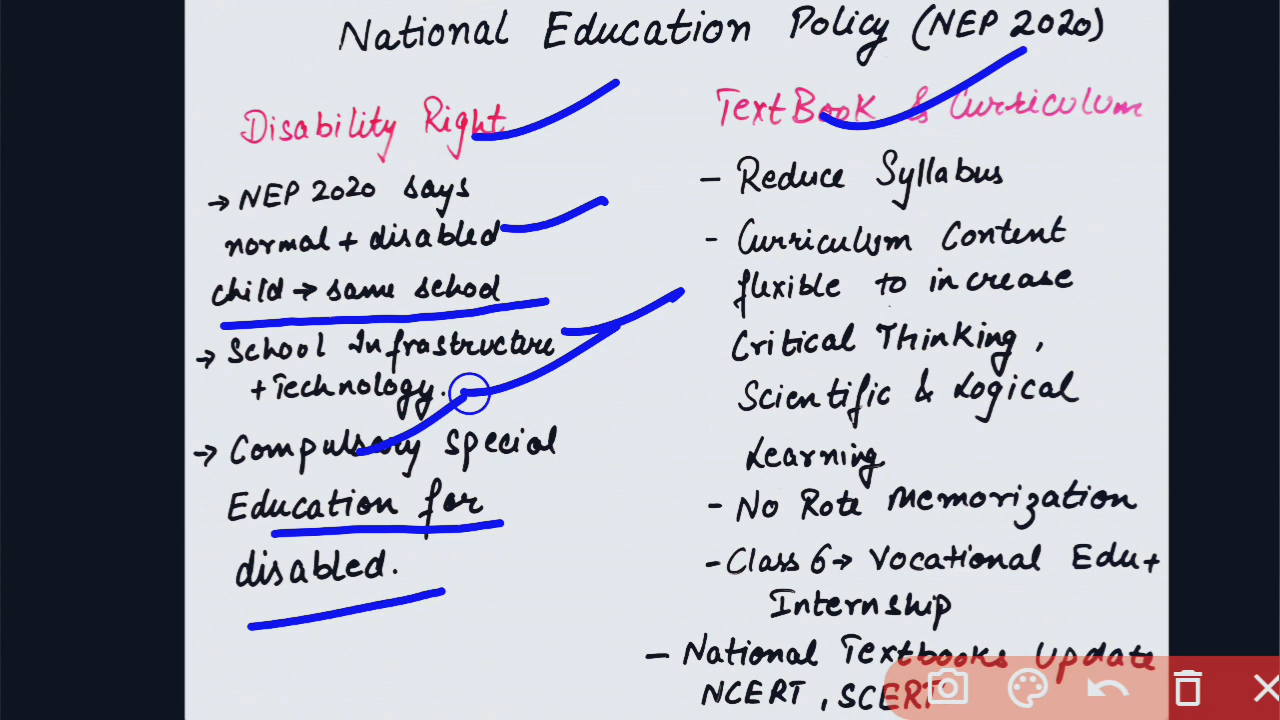 National Education Policy (NEP 2020)
Disability Right
→ NEP 2020 says
normal + disabled
child → same school
→ School Infrastructure
+ Technology.
→ Compulsary special
Education for
disabled.
TextBook & Curriculum
- Reduce Syllabus
- Curriculum Content
flexible to increase
Critical Thinking,
Scientific & Logical
Learning
- No Rote Memorization
- Class 6 → Vocational Edu +
Internship
- National Textbooks Update
NCERT, SCERT